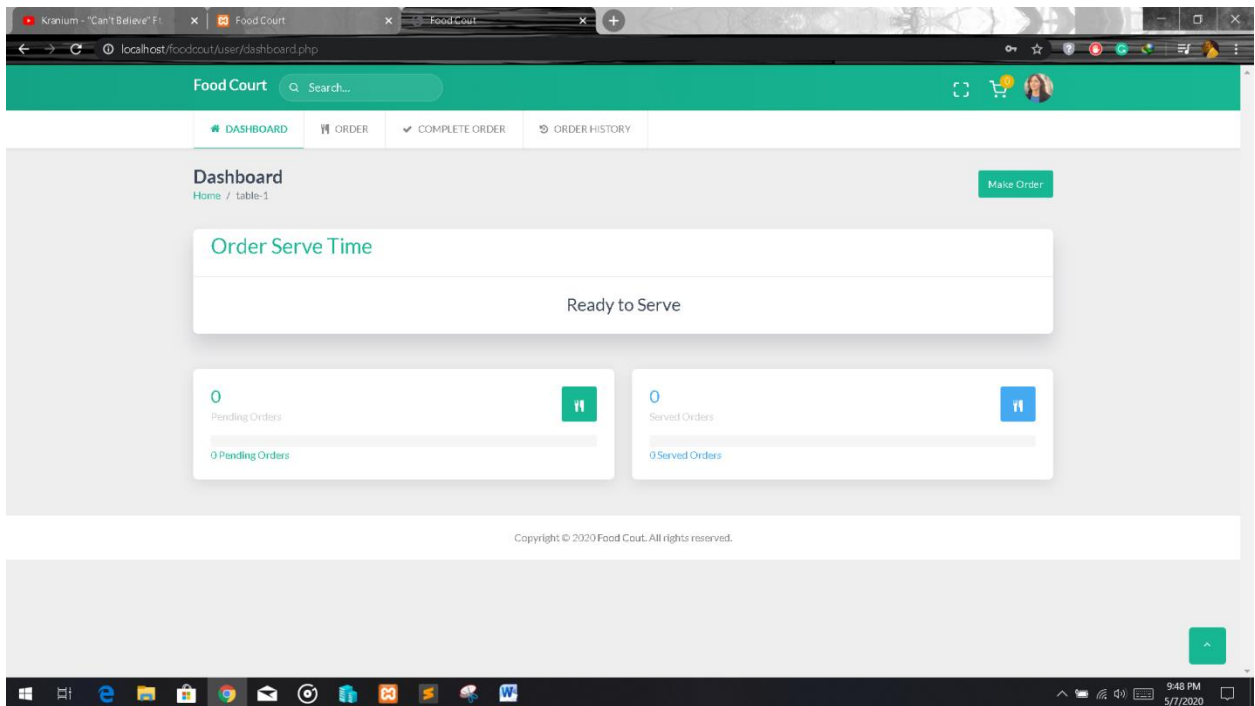 Kranium - "Can't Believe" Ft.
Food Court
Food Cout
localhost/foodcout/user/dashboard.php
Food Court
Search...
0
DASHBOARD
ORDER
COMPLETE ORDER
ORDER HISTORY
Dashboard
Home / table-1
Make Order
Order Serve Time
Ready to Serve
0
Pending Orders
0 Pending Orders
0
Served Orders
0 Served Orders
Copyright © 2020 Food Cout. All rights reserved.
9:48 PM
5/7/2020